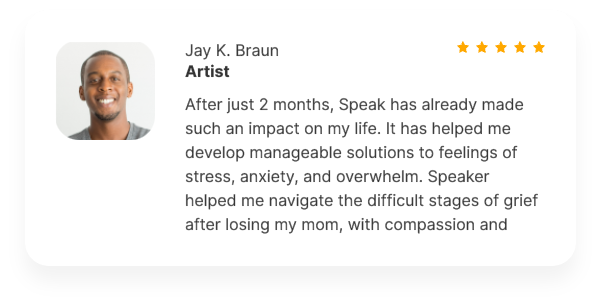 Jay K. Braun
Artist
After just 2 months, Speak has already made
such an impact on my life. It has helped me
develop manageable solutions to feelings of
stress, anxiety, and overwhelm. Speaker
helped me navigate the difficult stages of grief
after losing my mom, with compassion and